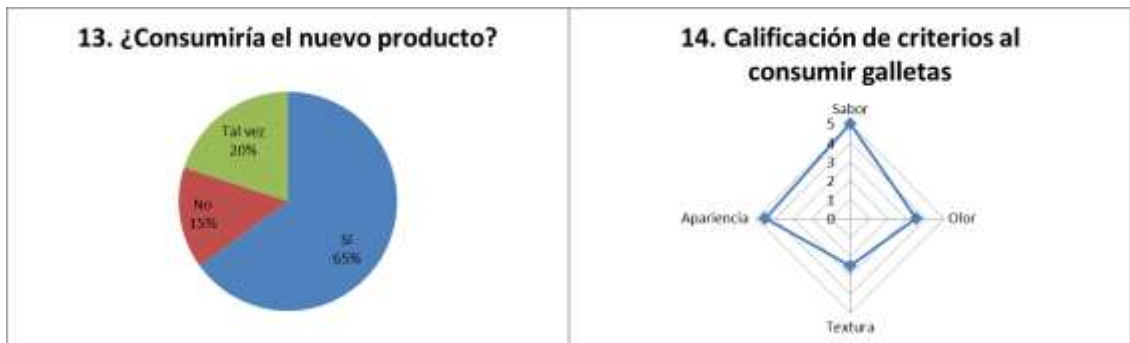 13. ¿Consumiría el nuevo producto?
Tal vez
20%
No
15%
Sí
65%
14. Calificación de criterios al
consumir galletas
Sabor
5
4
3
2
1
0
Apariencia
Olor
Textura